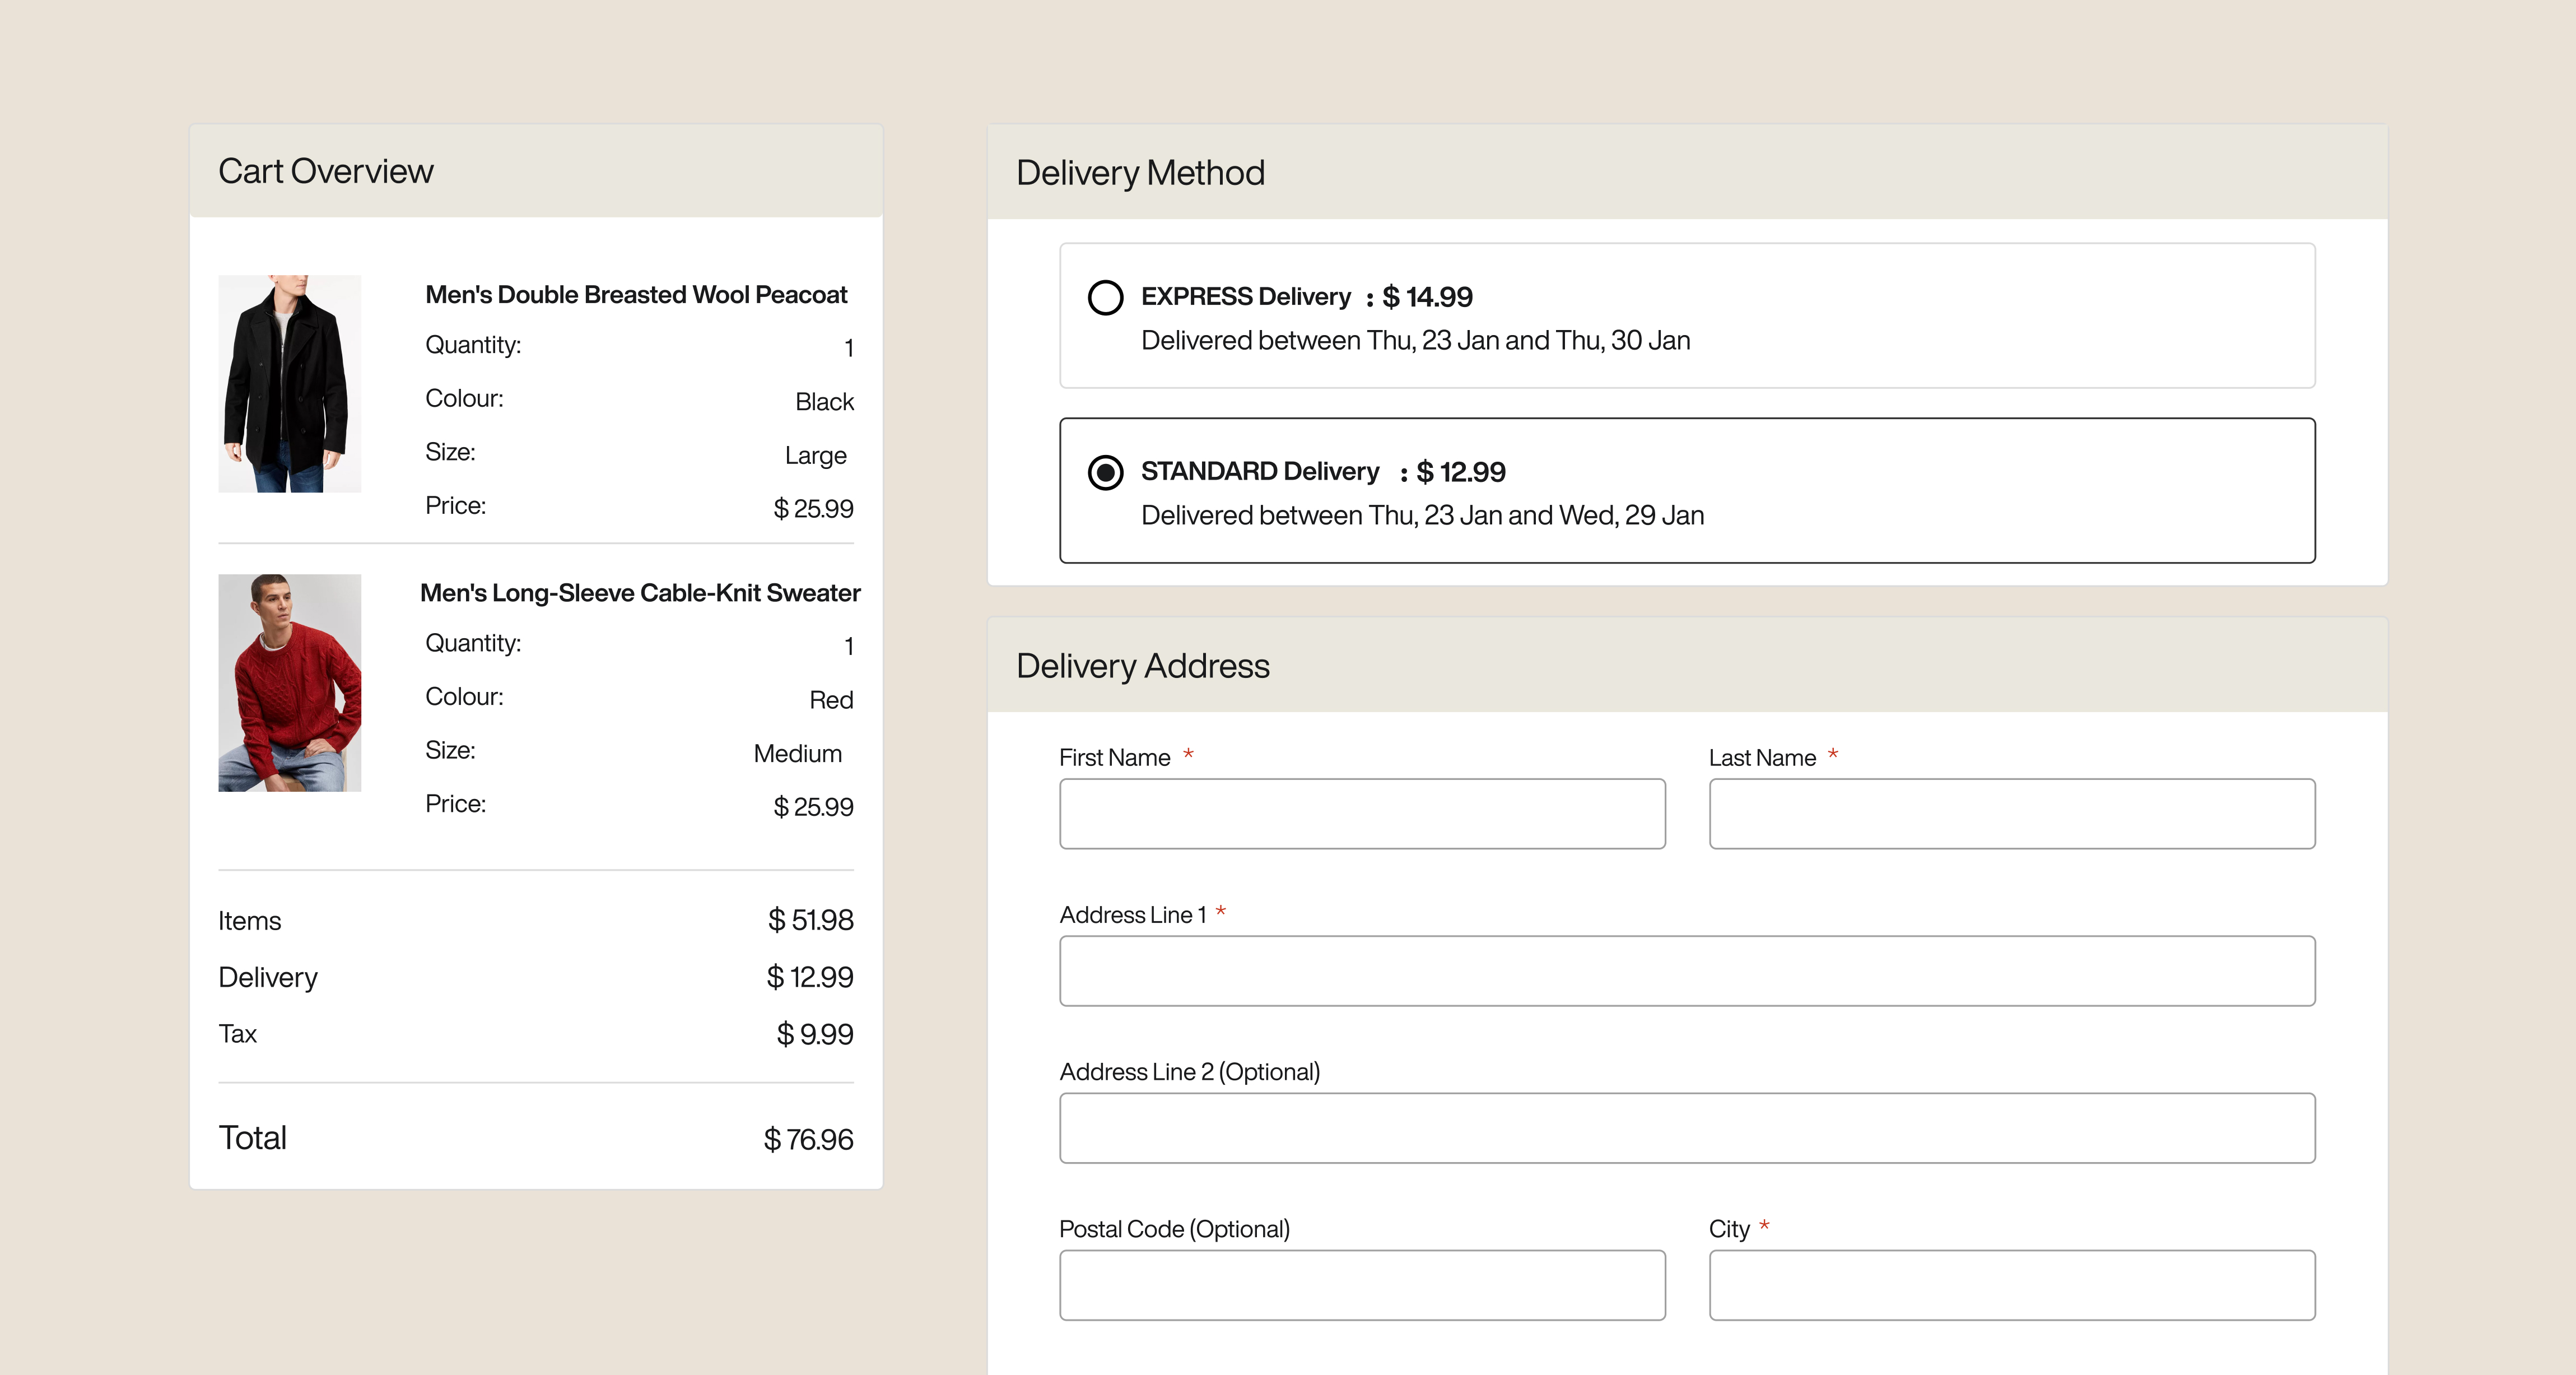 Cart Overview
Men's Double Breasted Wool Peacoat
Quantity: 1
Colour: Black
Size: Large
Price: $ 25.99
Men's Long-Sleeve Cable-Knit Sweater
Quantity: 1
Colour: Red
Size: Medium
Price: $ 25.99
Items $ 51.98
Delivery $ 12.99
Tax $ 9.99
Total $ 76.96
Delivery Method
EXPRESS Delivery : $ 14.99
Delivered between Thu, 23 Jan and Thu, 30 Jan
STANDARD Delivery : $ 12.99
Delivered between Thu, 23 Jan and Wed, 29 Jan
Delivery Address
First Name * Last Name *
Address Line 1 *
Address Line 2 (Optional)
Postal Code (Optional) City *